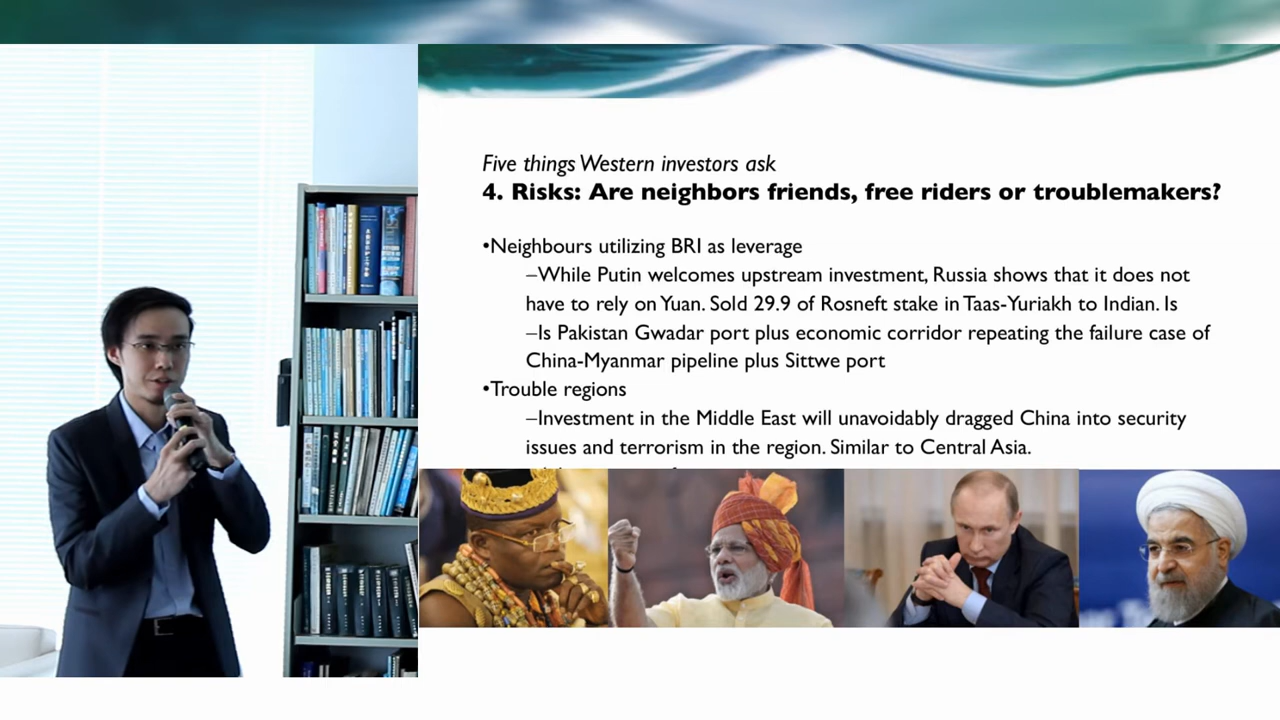 Five things Western investors ask
4. Risks: Are neighbors friends, free riders or troublemakers?
•Neighbours utilizing BRI as leverage
–While Putin welcomes upstream investment, Russia shows that it does not
have to rely on Yuan. Sold 29.9 of Rosneft stake in Taas-Yuriakh to Indian. Is
–Is Pakistan Gwadar port plus economic corridor repeating the failure case of
China-Myanmar pipeline plus Sittwe port
•Trouble regions
–Investment in the Middle East will unavoidably dragged China into security
issues and terrorism in the region. Similar to Central Asia.